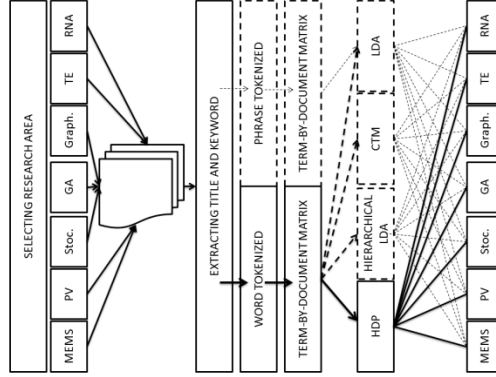 SELECTING RESEARCH AREA
MEMS
PV
Stoc.
GA
Graph.
TE
RNA
EXTRACTING TITLE AND KEYWORD
WORD TOKENIZED
PHRASE TOKENIZED
TERM-BY-DOCUMENT MATRIX
TERM-BY-DOCUMENT MATRIX
HDP
HIERARCHICAL
LDA
CTM
LDA
MEMS
PV
Stoc.
GA
Graph.
TE
RNA